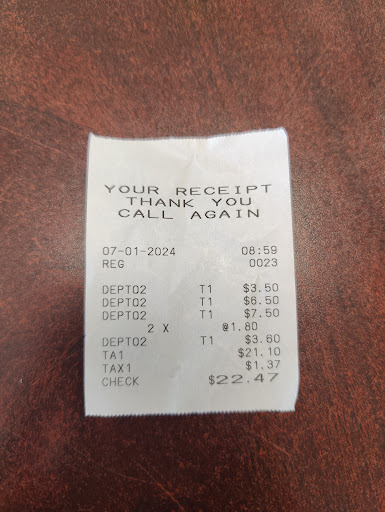 YOUR RECEIPT
THANK YOU
CALL AGAIN
07-01-2024 08:59
REG 0023
DEPT02 T1 $3.50
DEPT02 T1 $6.50
DEPT02 T1 $7.50
2 X @1.80
DEPT02 T1 $3.60
TA1 $21.10
TAX1 $1.37
CHECK $22.47